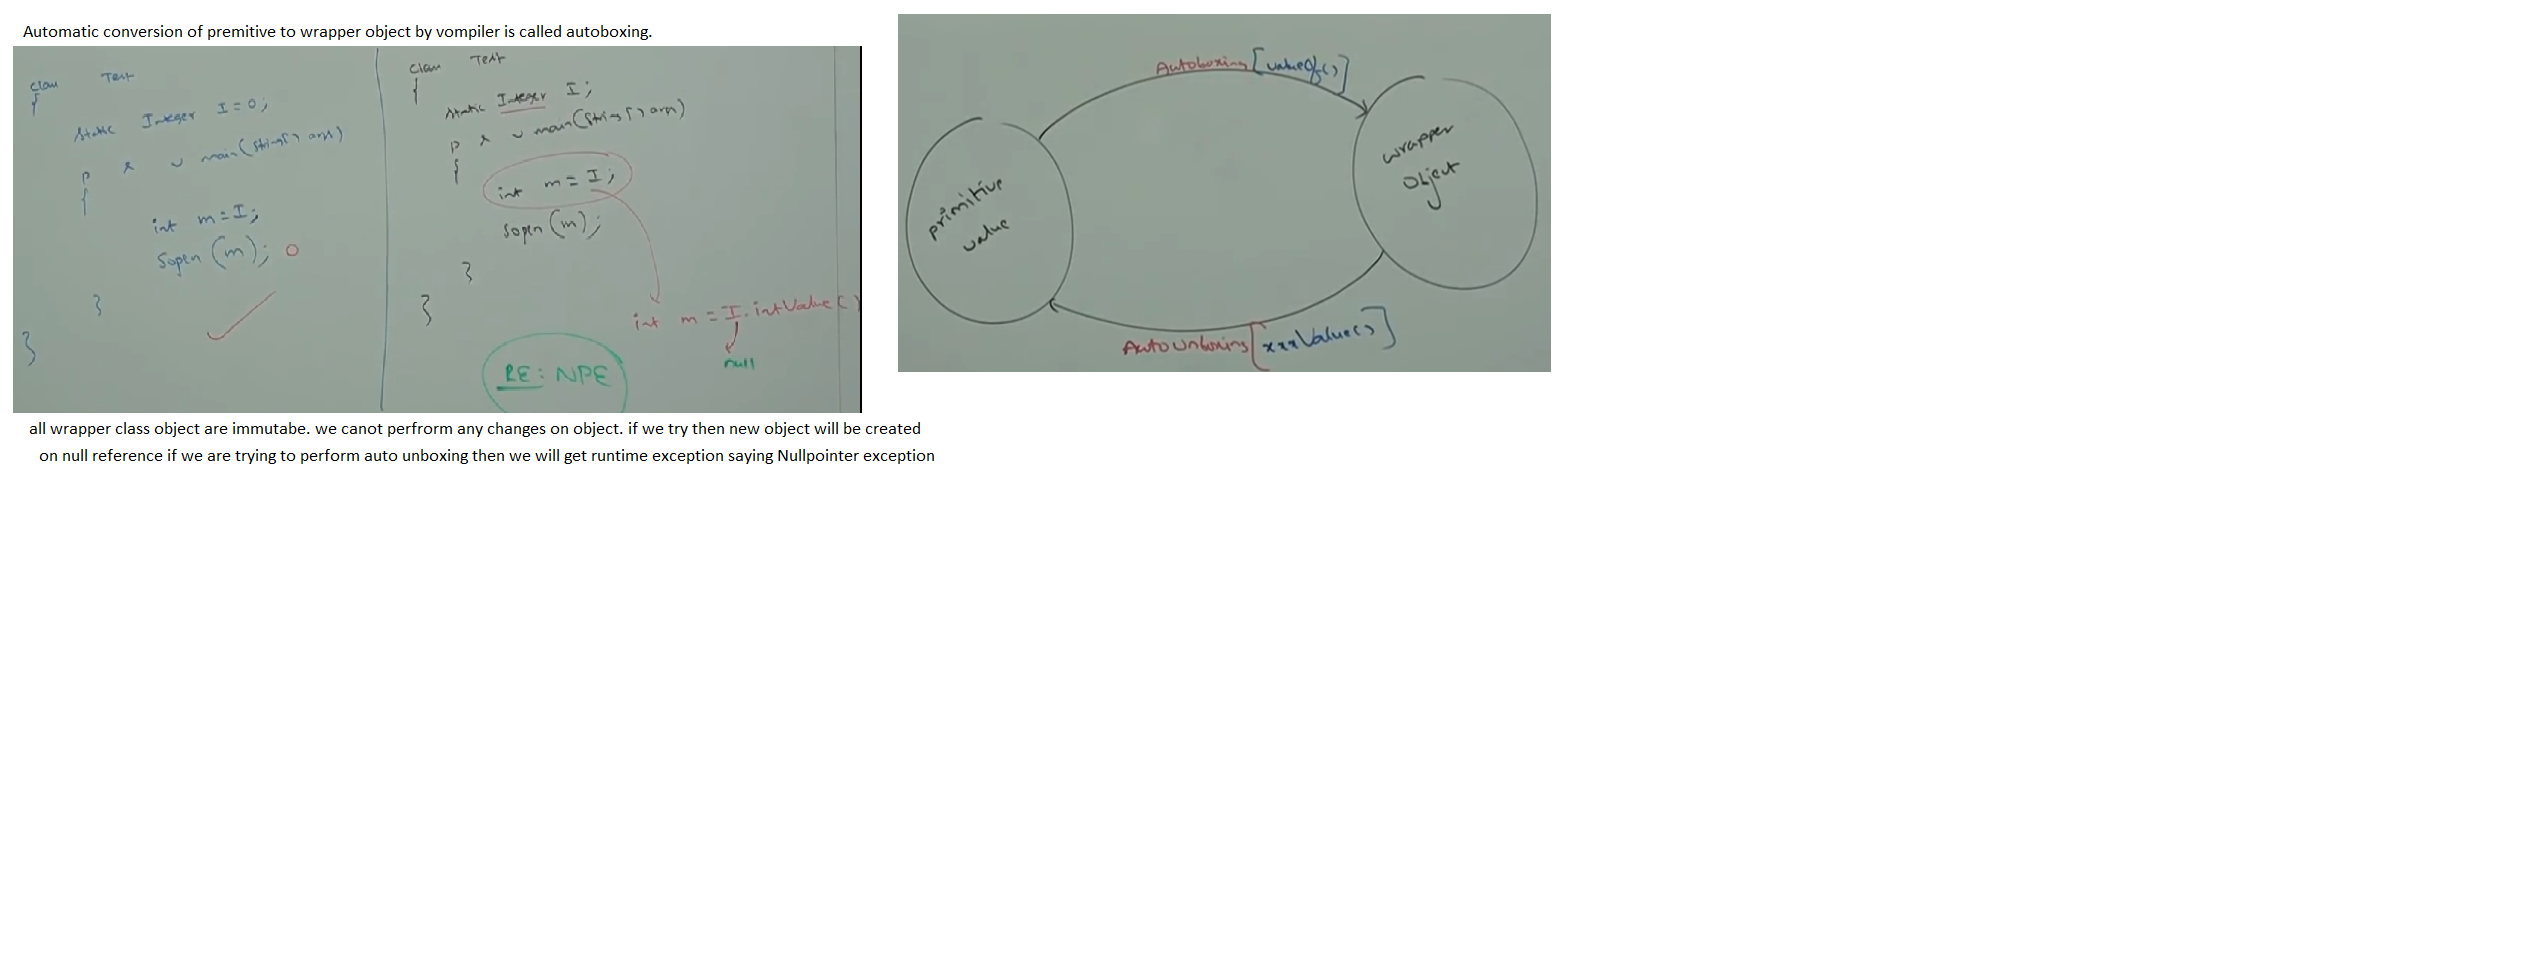 Automatic conversion of premitive to wrapper object by vompiler is called autoboxing.
class Test
{
static Integer I = 0;
p s v main(String[] args)
{
int m = I;
Sopln (m); 0
}
}
class Test
{
static Integer I;
p s v main(String[] args)
{
int m = I;
Sopln (m);
}
}
int m = I.intValue()
null
RE: NPE
Autoboxing [valueOf()]
primitive
value
wrapper
Object
Auto unboxing [xxxValue()]
all wrapper class object are immutabe. we canot perfrorm any changes on object. if we try then new object will be created
on null reference if we are trying to perform auto unboxing then we will get runtime exception saying Nullpointer exception